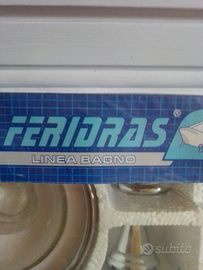 FERIDRAS ®
LINEA BAGNO
subito